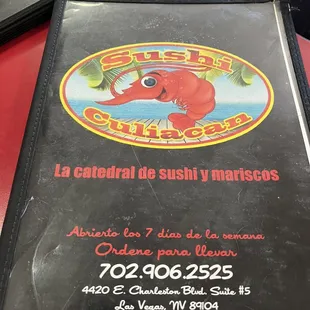 Sushi
Culiacan
La catedral de sushi y mariscos
Abrierto los 7 días de la semana
Ordene para llevar
702.906.2525
4420 E. Charleston Blvd. Suite #5
Las Vegas, NV 89104